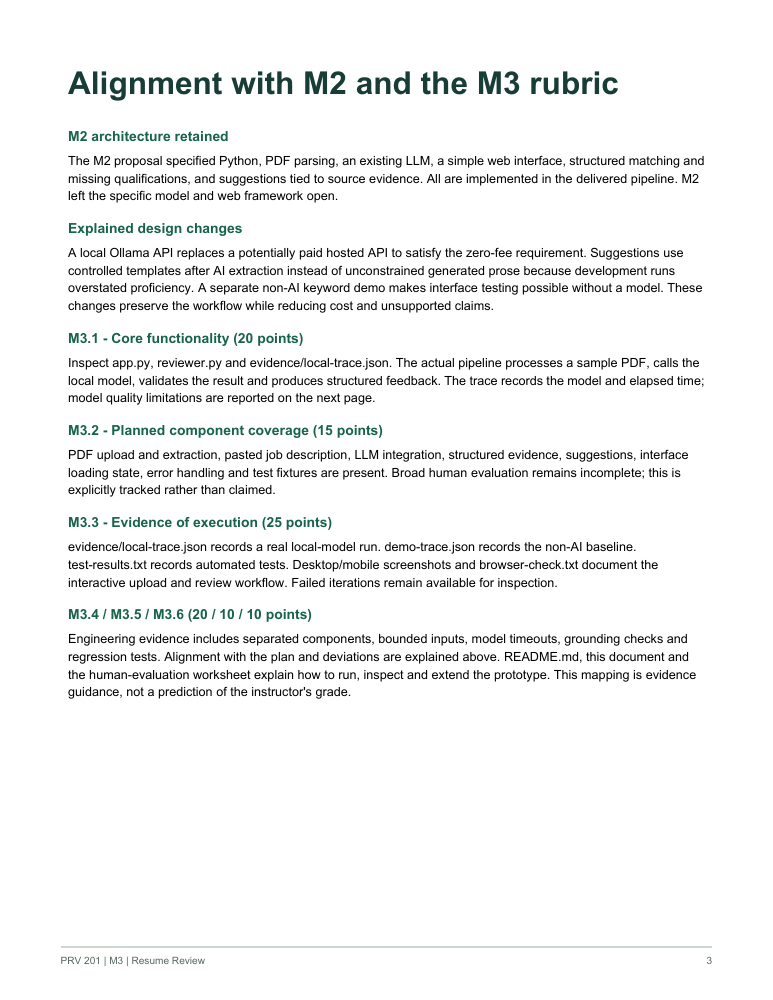 Alignment with M2 and the M3 rubric
M2 architecture retained
The M2 proposal specified Python, PDF parsing, an existing LLM, a simple web interface, structured matching and
missing qualifications, and suggestions tied to source evidence. All are implemented in the delivered pipeline. M2
left the specific model and web framework open.
Explained design changes
A local Ollama API replaces a potentially paid hosted API to satisfy the zero-fee requirement. Suggestions use
controlled templates after AI extraction instead of unconstrained generated prose because development runs
overstated proficiency. A separate non-AI keyword demo makes interface testing possible without a model. These
changes preserve the workflow while reducing cost and unsupported claims.
M3.1 - Core functionality (20 points)
Inspect app.py, reviewer.py and evidence/local-trace.json. The actual pipeline processes a sample PDF, calls the
local model, validates the result and produces structured feedback. The trace records the model and elapsed time;
model quality limitations are reported on the next page.
M3.2 - Planned component coverage (15 points)
PDF upload and extraction, pasted job description, LLM integration, structured evidence, suggestions, interface
loading state, error handling and test fixtures are present. Broad human evaluation remains incomplete; this is
explicitly tracked rather than claimed.
M3.3 - Evidence of execution (25 points)
evidence/local-trace.json records a real local-model run. demo-trace.json records the non-AI baseline.
test-results.txt records automated tests. Desktop/mobile screenshots and browser-check.txt document the
interactive upload and review workflow. Failed iterations remain available for inspection.
M3.4 / M3.5 / M3.6 (20 / 10 / 10 points)
Engineering evidence includes separated components, bounded inputs, model timeouts, grounding checks and
regression tests. Alignment with the plan and deviations are explained above. README.md, this document and
the human-evaluation worksheet explain how to run, inspect and extend the prototype. This mapping is evidence
guidance, not a prediction of the instructor's grade.
PRV 201 | M3 | Resume Review
3